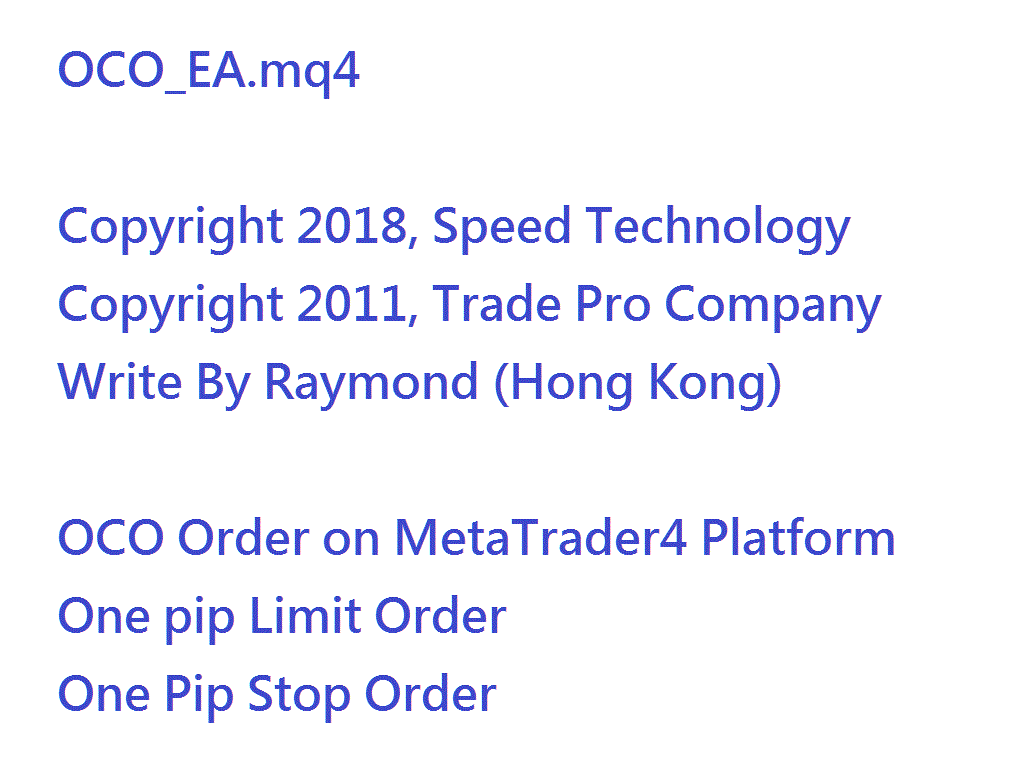 OCO_EA.mq4
Copyright 2018, Speed Technology
Copyright 2011, Trade Pro Company
Write By Raymond (Hong Kong)
OCO Order on MetaTrader4 Platform
One pip Limit Order
One Pip Stop Order